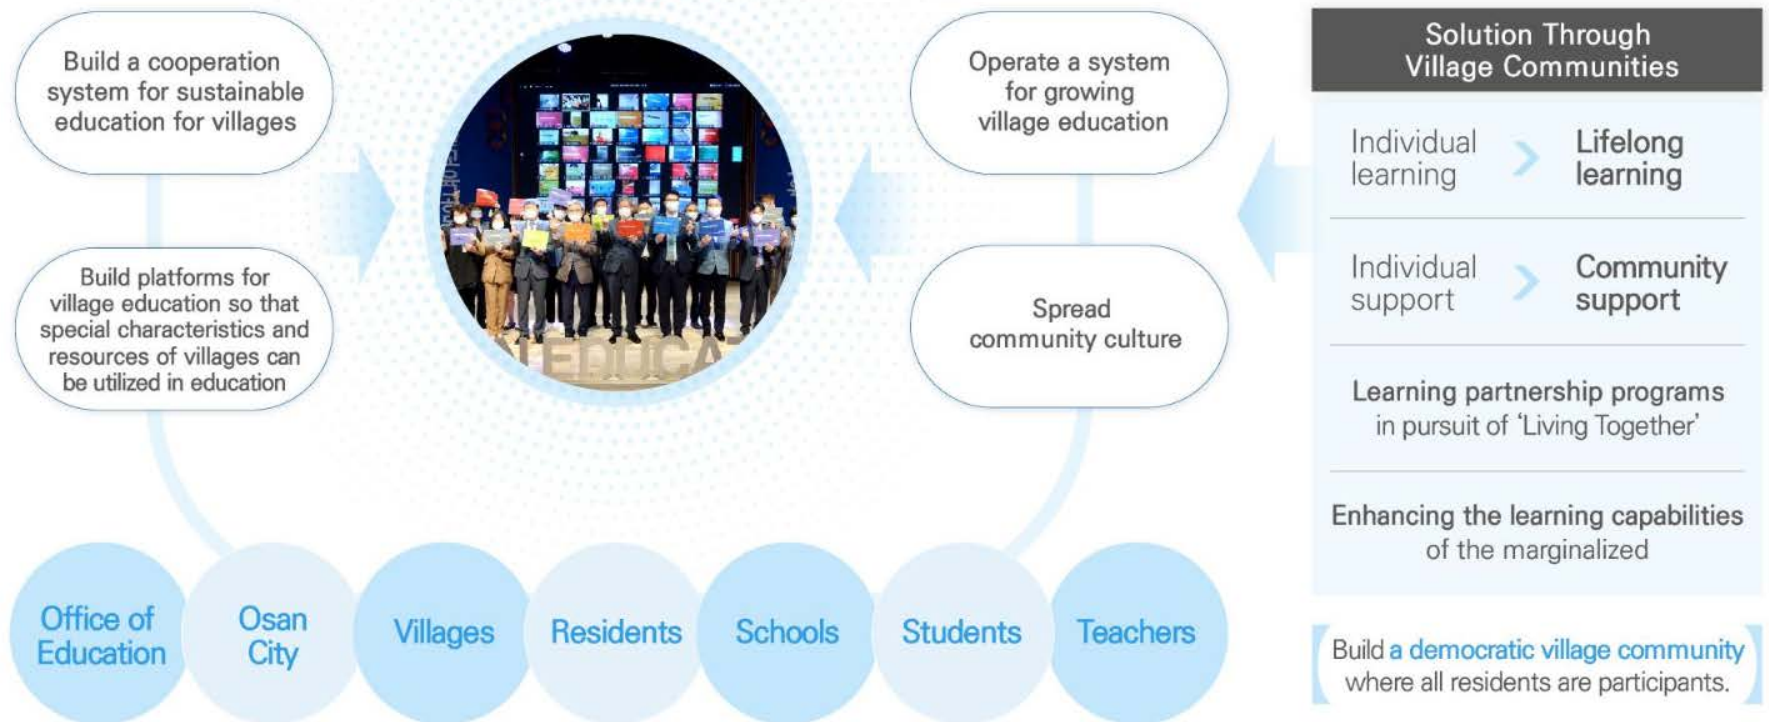 Build a cooperation
system for sustainable
education for villages
Build platforms for
village education so that
special characteristics and
resources of villages can
be utilized in education
Operate a system
for growing
village education
Spread
community culture
EDUCAT
Office of
Education
Osan
City
Villages
Residents
Schools
Students
Teachers
Solution Through
Village Communities
Individual
learning
>
Lifelong
learning
Individual
support
>
Community
support
Learning partnership programs
in pursuit of ‘Living Together’
Enhancing the learning capabilities
of the marginalized
Build a democratic village community
where all residents are participants.